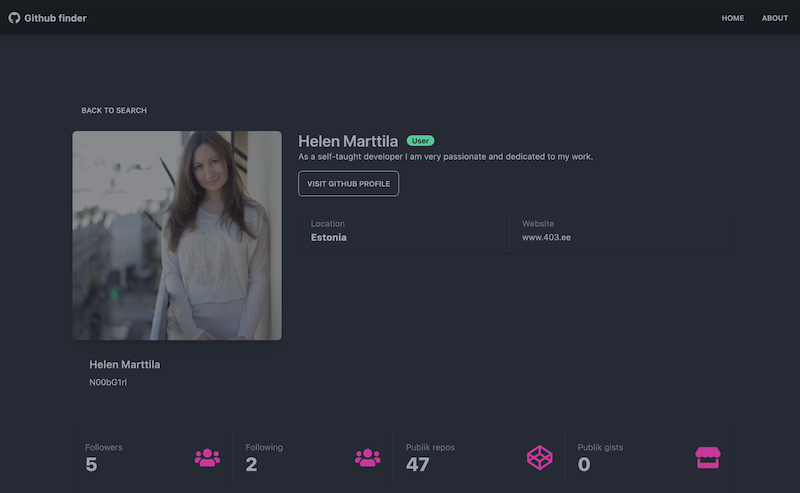 Github finder
HOME
ABOUT
BACK TO SEARCH
Helen Marttila
User
As a self-taught developer I am very passionate and dedicated to my work.
VISIT GITHUB PROFILE
Location
Estonia
Website
www.403.ee
Helen Marttila
N00bG1rl
Followers
5
Following
2
Publik repos
47
Publik gists
0